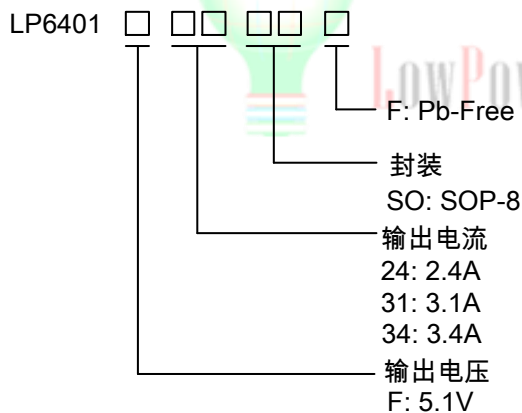 LP6401 □ □□ □□ □
LowPow
F: Pb-Free
封装
SO: SOP-8
输出电流
24: 2.4A
31: 3.1A
34: 3.4A
输出电压
F: 5.1V